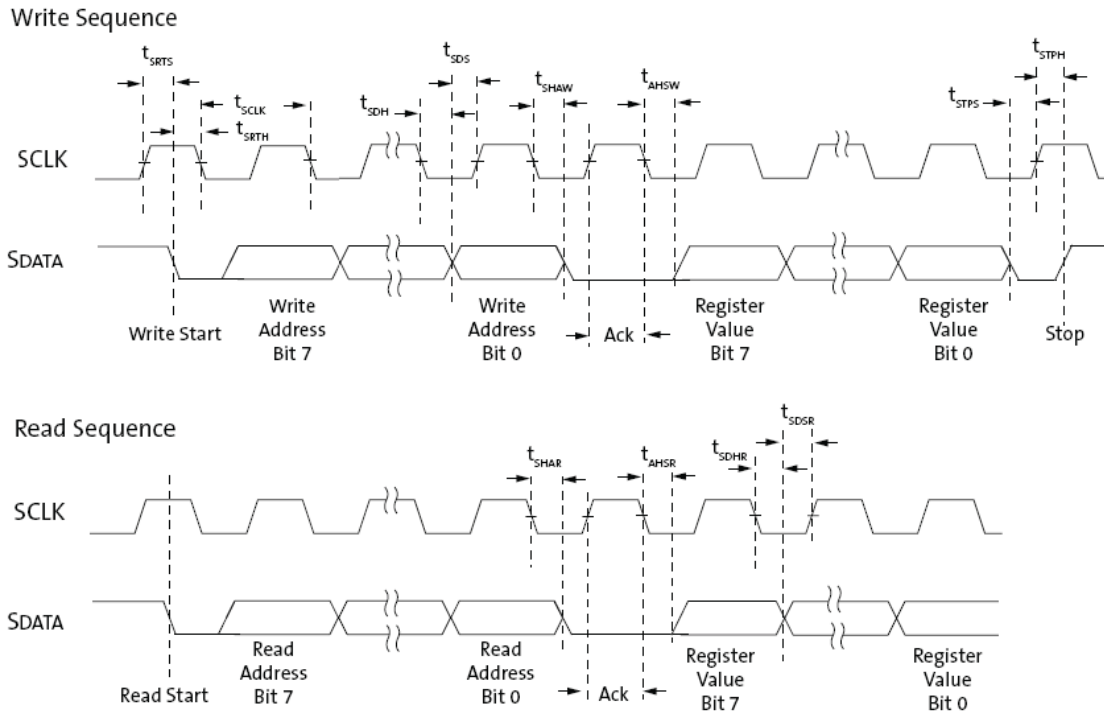 Write Sequence
tSRTS
tSCLK
tSRTH
tSDH
tSDS
tSHAW
tAHSW
tSTPS
tSTPH
SCLK
SDATA
Write Start
Write
Address
Bit 7
Write
Address
Bit 0
Ack
Register
Value
Bit 7
Register
Value
Bit 0
Stop
Read Sequence
tSHAR
tAHSR
tSDHR
tSDSR
SCLK
SDATA
Read Start
Read
Address
Bit 7
Read
Address
Bit 0
Ack
Register
Value
Bit 7
Register
Value
Bit 0